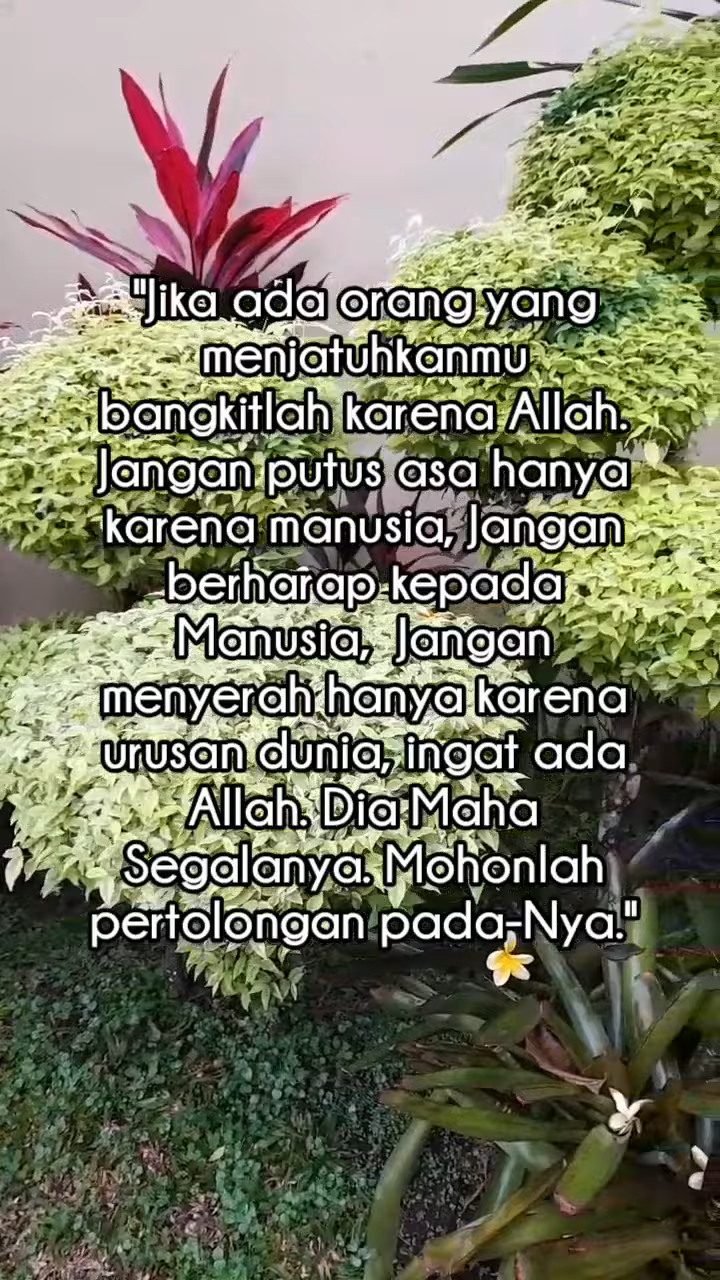 "Jika ada orang yang
menjatuhkanmu
bangkitlah karena Allah.
Jangan putus asa hanya
karena manusia, Jangan
berharap kepada
Manusia,  Jangan
menyerah hanya karena
urusan dunia, ingat ada
Allah. Dia Maha
Segalanya. Mohonlah
pertolongan pada-Nya."